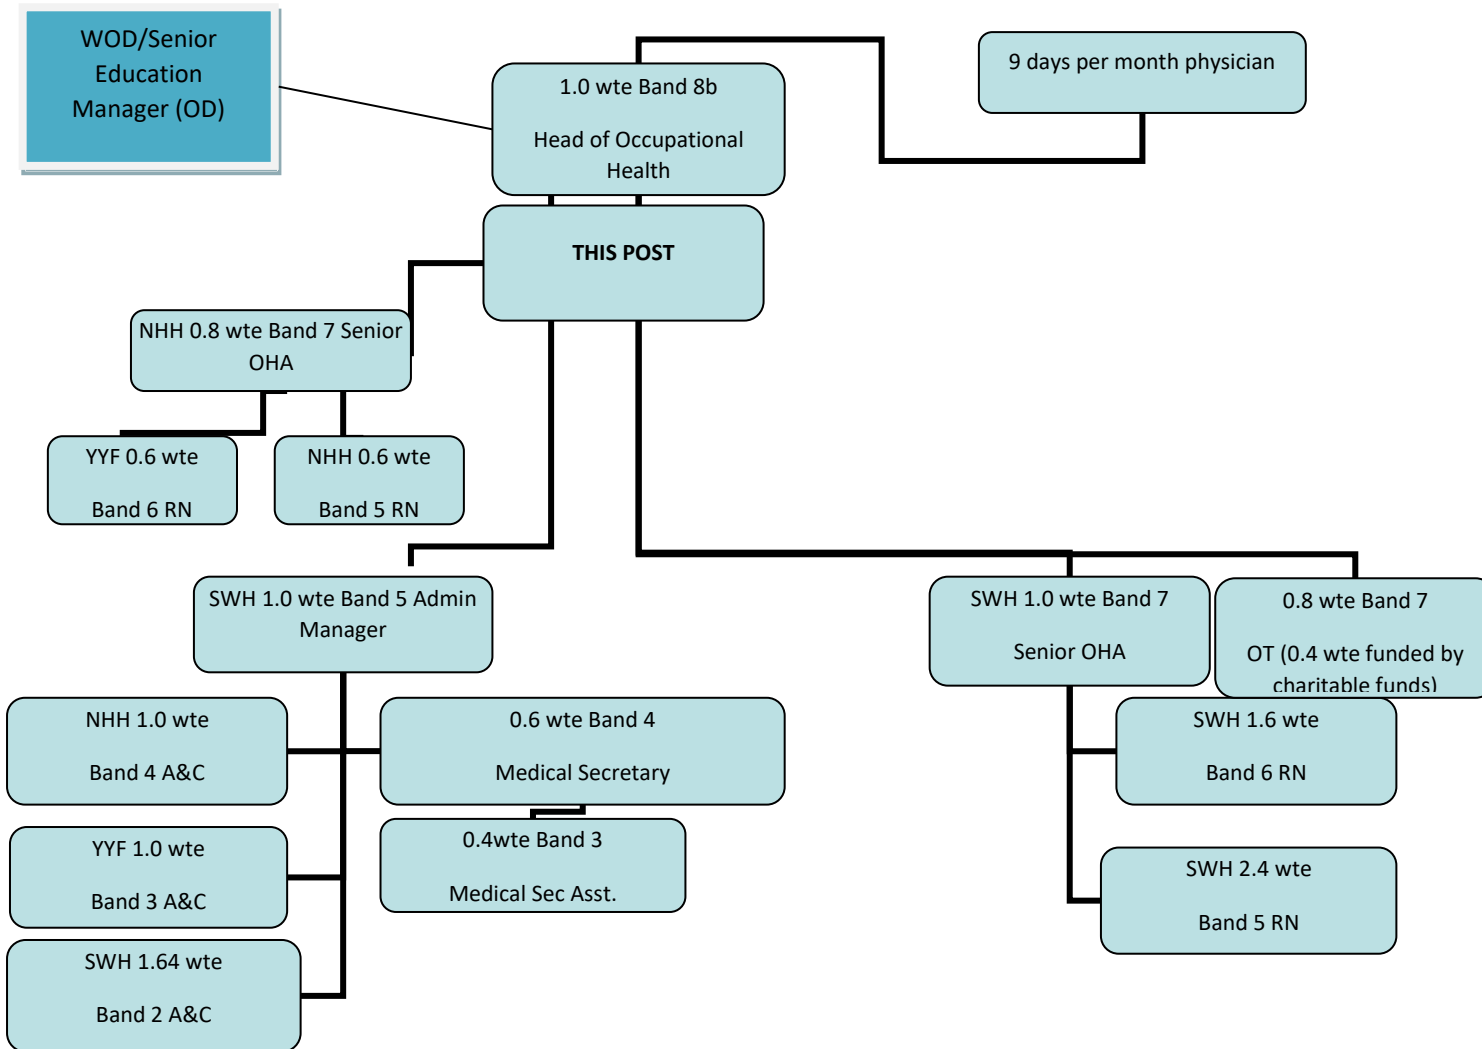 WOD/Senior
Education
Manager (OD)
1.0 wte Band 8b
Head of Occupational
Health
9 days per month physician
THIS POST
NHH 0.8 wte Band 7 Senior
OHA
YYF 0.6 wte
Band 6 RN
NHH 0.6 wte
Band 5 RN
SWH 1.0 wte Band 5 Admin
Manager
NHH 1.0 wte
Band 4 A&C
0.6 wte Band 4
Medical Secretary
YYF 1.0 wte
Band 3 A&C
0.4wte Band 3
Medical Sec Asst.
SWH 1.64 wte
Band 2 A&C
SWH 1.0 wte Band 7
Senior OHA
0.8 wte Band 7
OT (0.4 wte funded by
charitable funds)
SWH 1.6 wte
Band 6 RN
SWH 2.4 wte
Band 5 RN